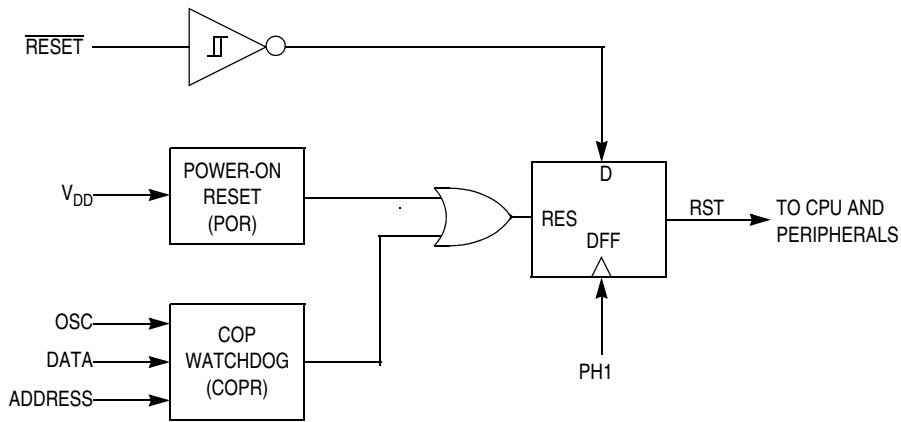 RESET
POWER-ON
RESET
(POR)
VDD
D
RES
DFF
RST
TO CPU AND
PERIPHERALS
OSC
DATA
ADDRESS
COP
WATCHDOG
(COPR)
PH1